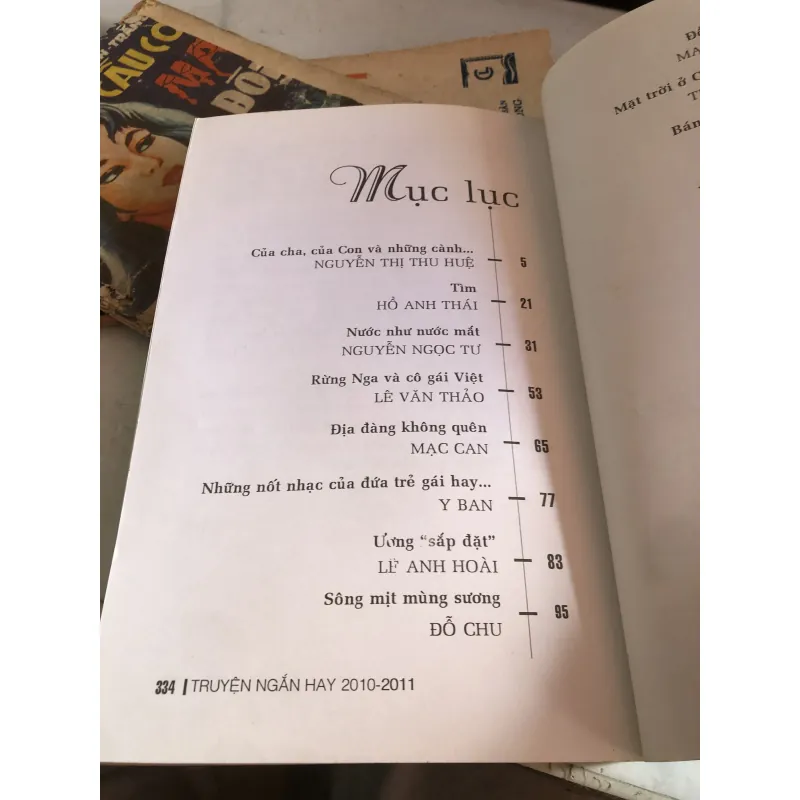 CẬU CÒ
Mục lục
Của cha, của Con và những cành...
NGUYỄN THỊ THU HUỆ
5
Tìm
HỒ ANH THÁI
21
Nước như nước mắt
NGUYỄN NGỌC TƯ
31
Rừng Nga và cô gái Việt
LÊ VĂN THẢO
53
Địa đàng không quên
MẠC CAN
65
Những nốt nhạc của đứa trẻ gái hay...
Y BAN
77
Ương “sắp đặt”
LÊ ANH HOÀI
83
Sông mịt mùng sương
ĐỖ CHU
95
334 | TRUYỆN NGẮN HAY 2010-2011
Mặt trời ở